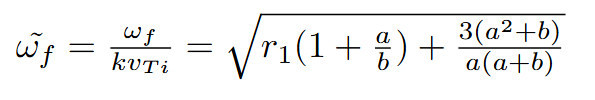 $\tilde{\omega_f} = \frac{\omega_f}{k v_{Ti}} = \sqrt{r_1(1 + \frac{a}{b}) + \frac{3(a^2+b)}{a(a+b)}}$